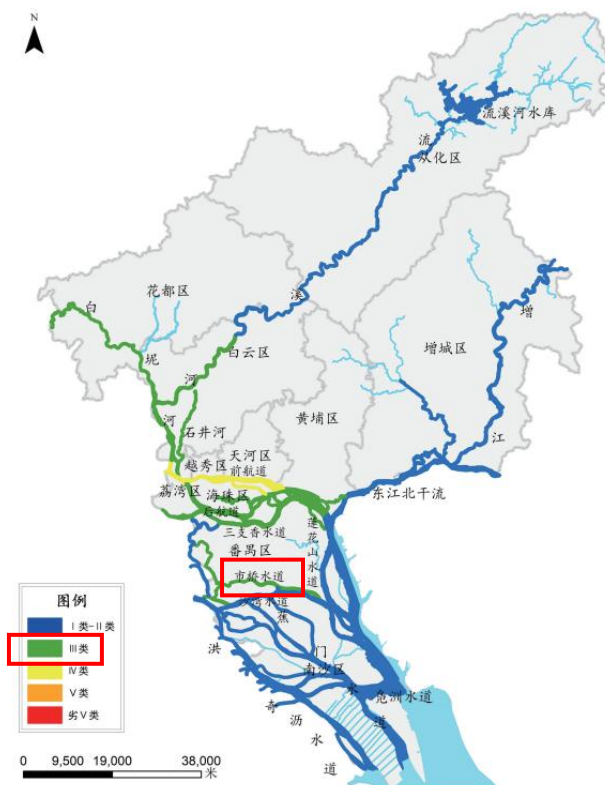 N
流溪河水库
流
从化区
花都区
白
溪
增
坭
河
白云区
增城区
河
石井河
黄埔区
江
天河区
越秀区
前航道
荔湾区
海珠区
后航道
东江北干流
三支香水道
莲花山水道
番禺区
市桥水道
沙湾水道
蕉
门
洪
南沙区
水
凫洲水道
奇
道
沥
水
道
图例
Ⅰ类-Ⅱ类
Ⅲ类
Ⅳ类
Ⅴ类
劣Ⅴ类
0 9,500 19,000 38,000
米